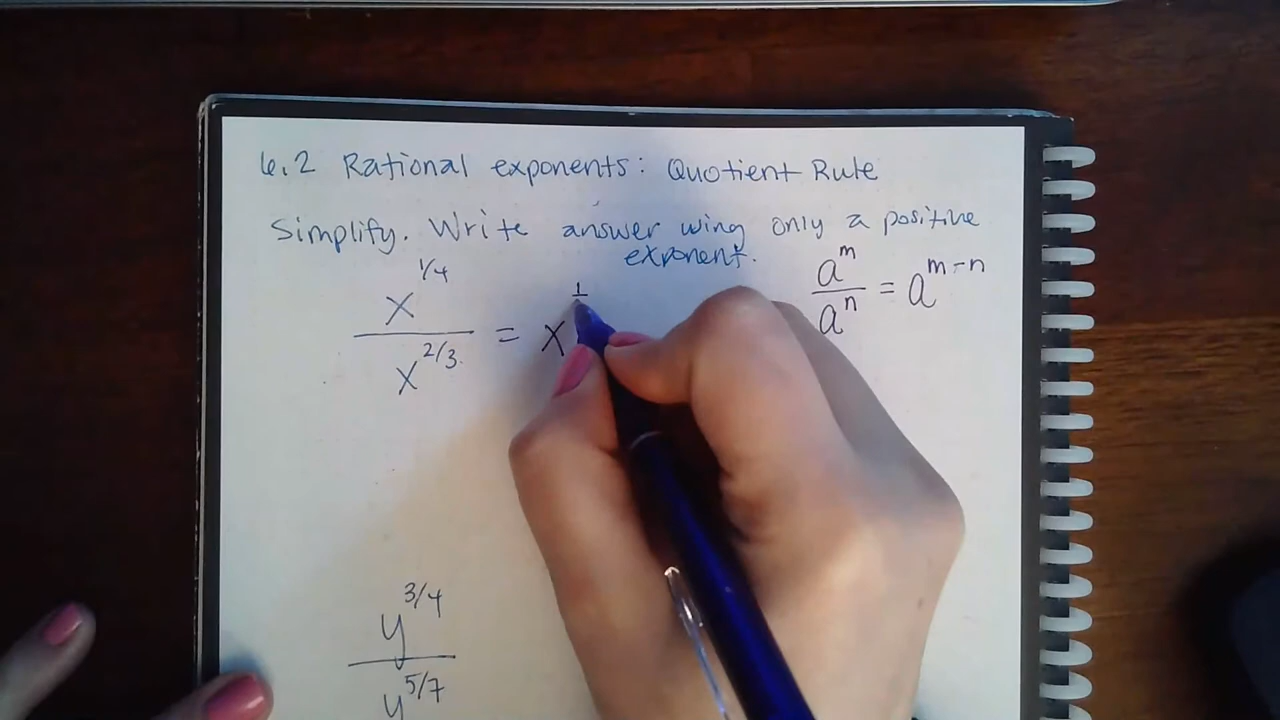 6.2 Rational exponents: Quotient Rule
Simplify. Write answer using only a positive
exponent.
x^1/4 / x^2/3 = x^1
a^m / a^n = a^m-n
y^3/4 / y^5/7